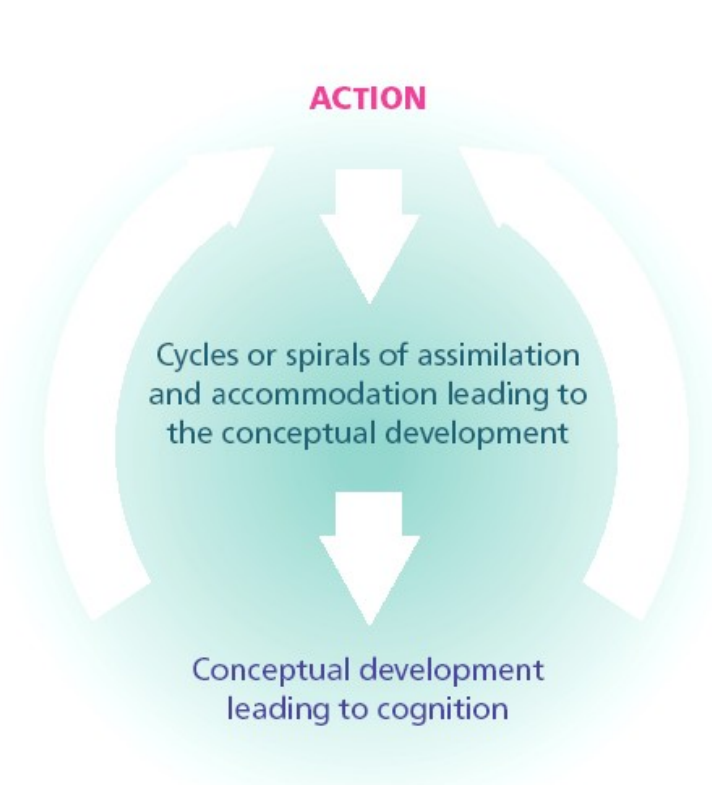 ACTION
Cycles or spirals of assimilation
and accommodation leading to
the conceptual development
Conceptual development
leading to cognition